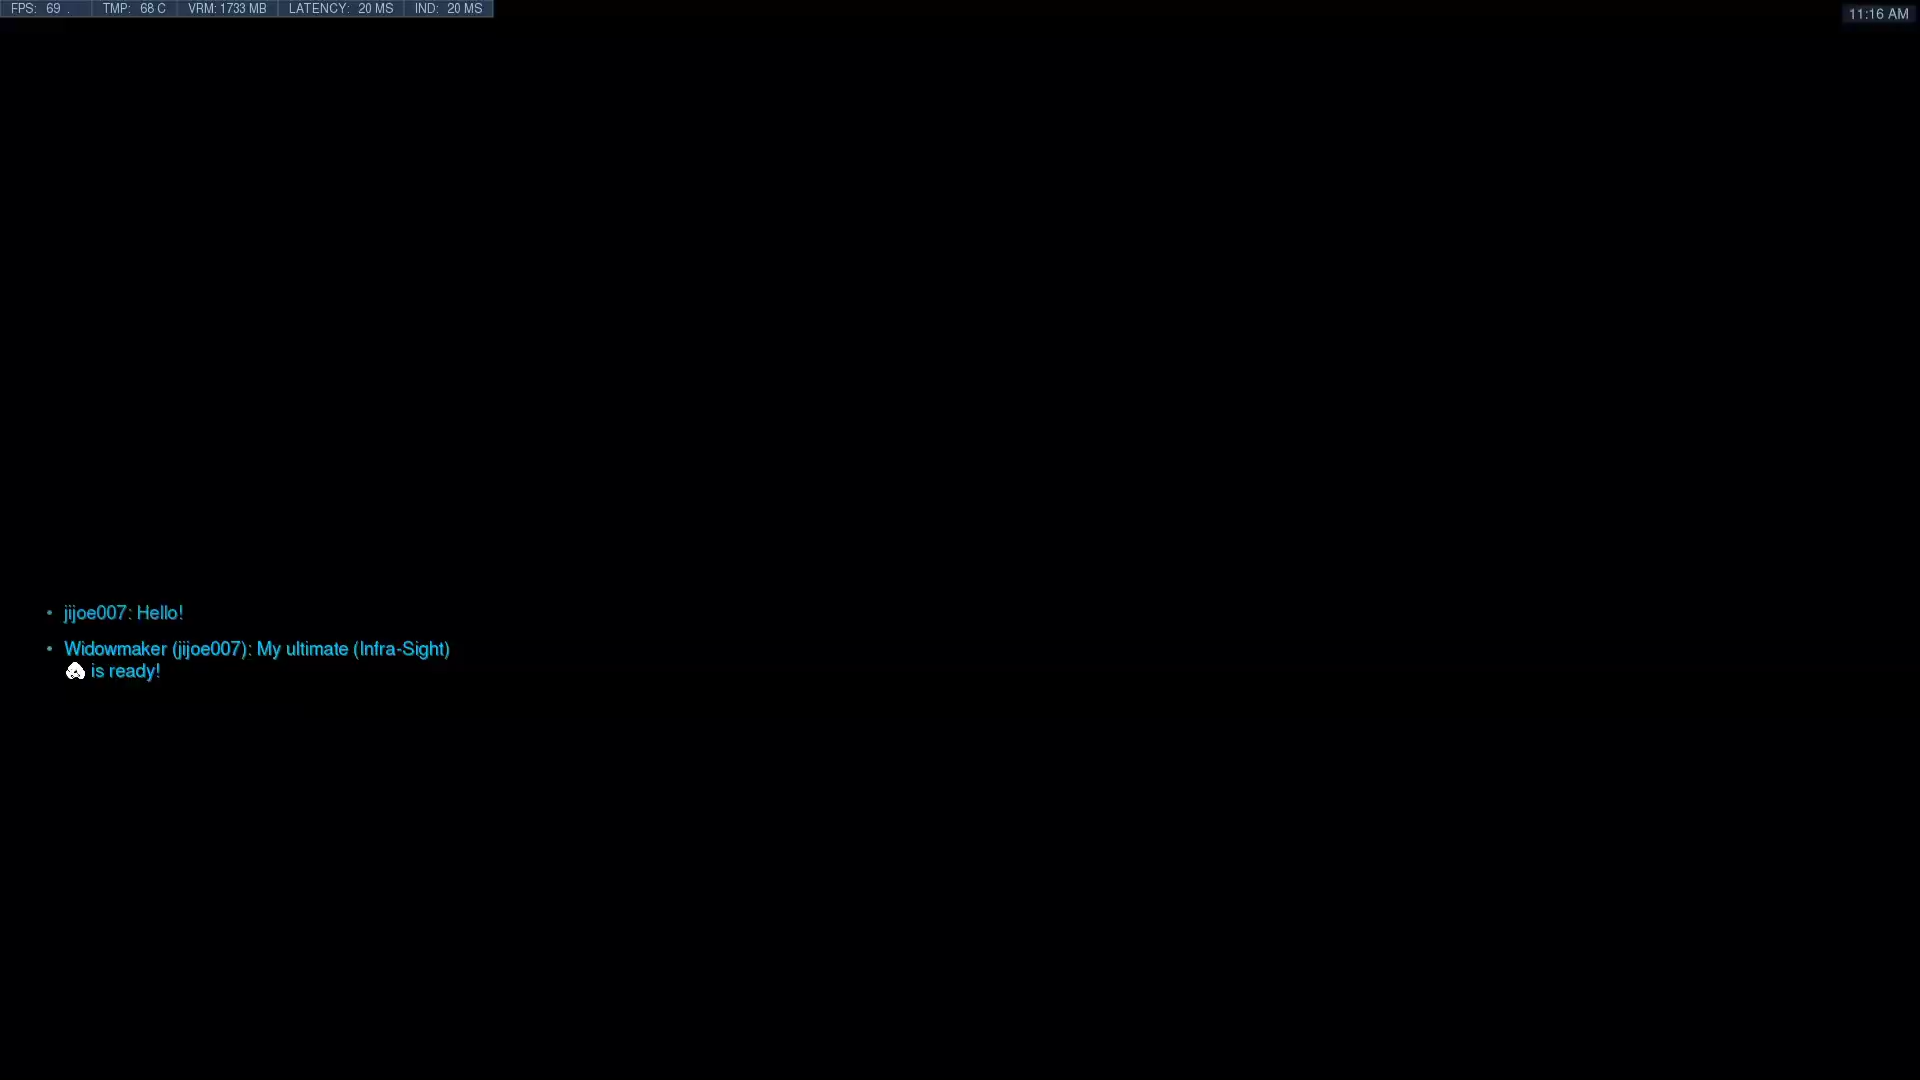 FPS: 69 . TMP: 68 C VRM: 1733 MB LATENCY: 20 MS IND: 20 MS
11:16 AM
• jijoe007: Hello!
• Widowmaker (jijoe007): My ultimate (Infra-Sight)
is ready!